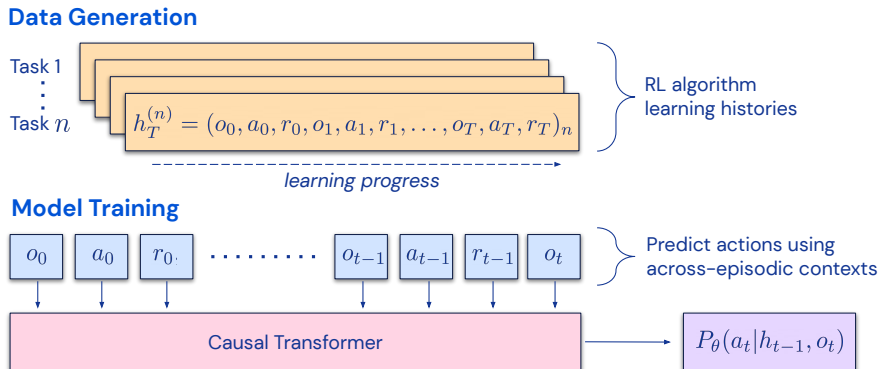 Data Generation
Task 1
Task n
h_T^{(n)} = (o_0, a_0, r_0, o_1, a_1, r_1, . . . , o_T, a_T, r_T)_n
RL algorithm
learning histories
learning progress
Model Training
o_0 a_0 r_0 . . . . . . . . . o_{t-1} a_{t-1} r_{t-1} o_t
Predict actions using
across-episodic contexts
Causal Transformer
P_θ(a_t|h_{t-1}, o_t)